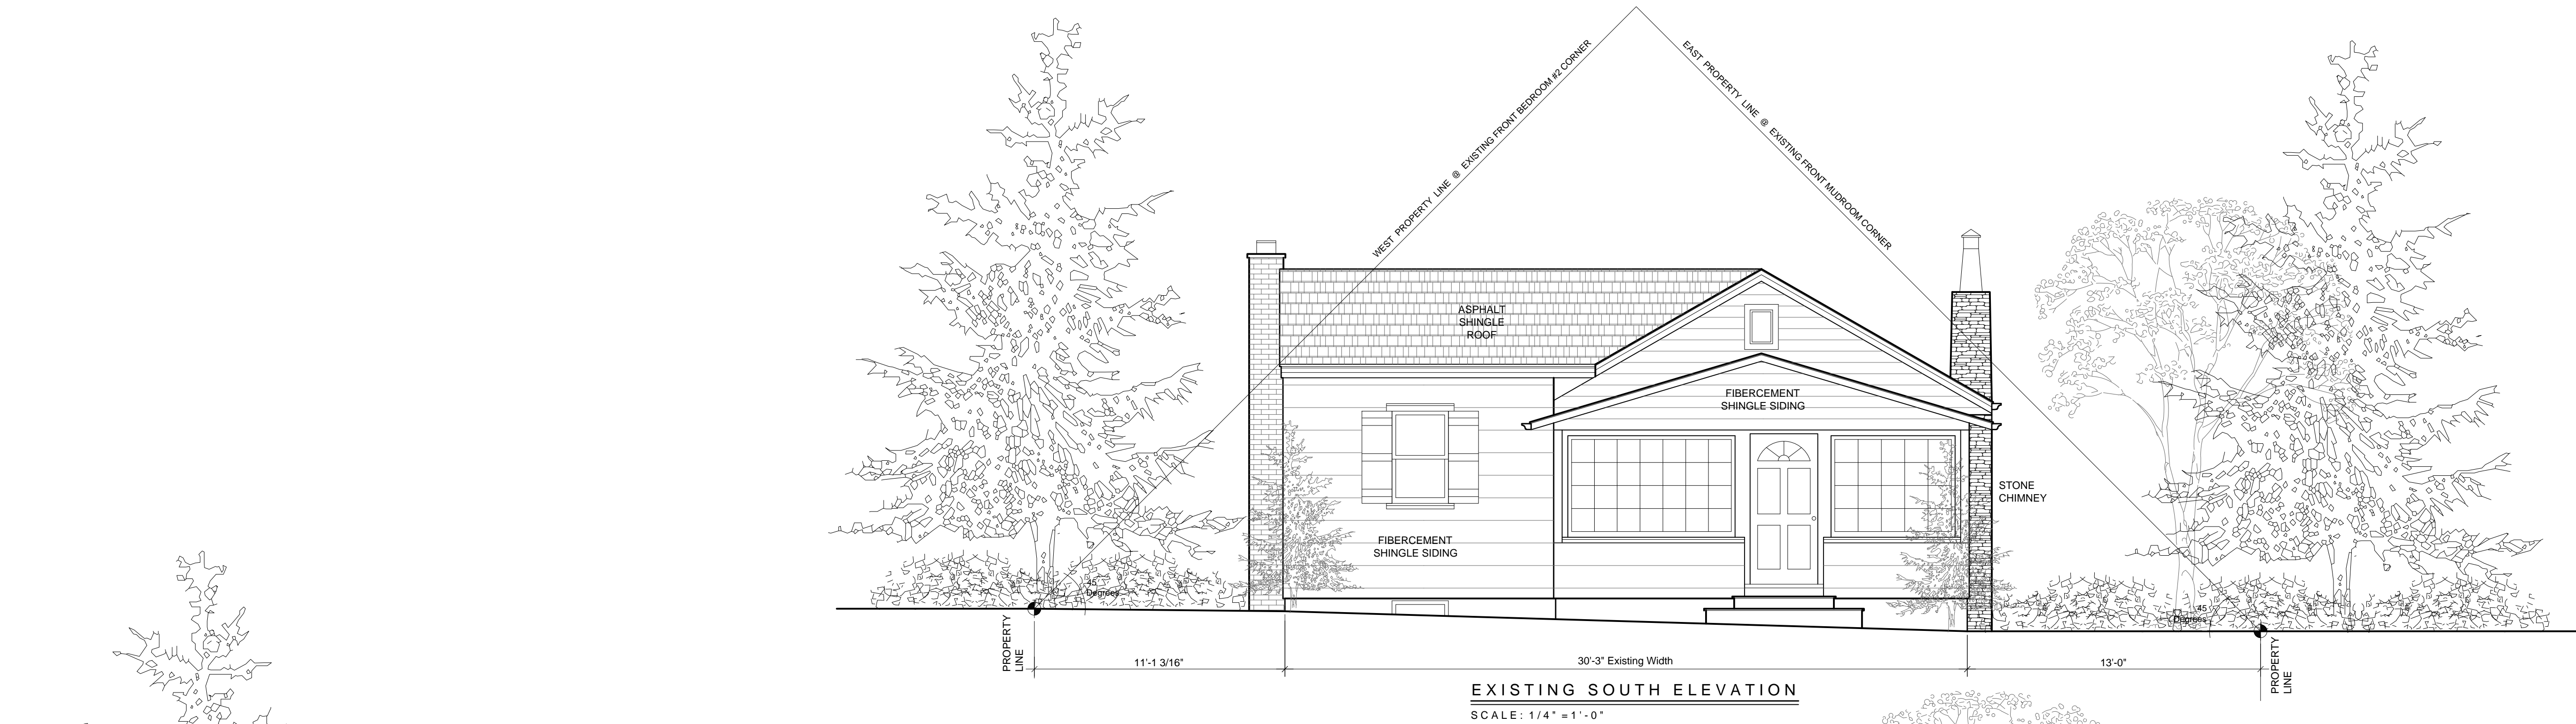 WEST PROPERTY LINE @ EXISTING FRONT BEDROOM #2 CORNER
EAST PROPERTY LINE @ EXISTING FRONT MUDROOM CORNER
ASPHALT
SHINGLE
ROOF
FIBERCEMENT
SHINGLE SIDING
STONE
CHIMNEY
FIBERCEMENT
SHINGLE SIDING
45
Degrees
45
Degrees
PROPERTY
LINE
11'-1 3/16"
30'-3" Existing Width
13'-0"
PROPERTY
LINE
EXISTING SOUTH ELEVATION
SCALE: 1/4" =1'-0"